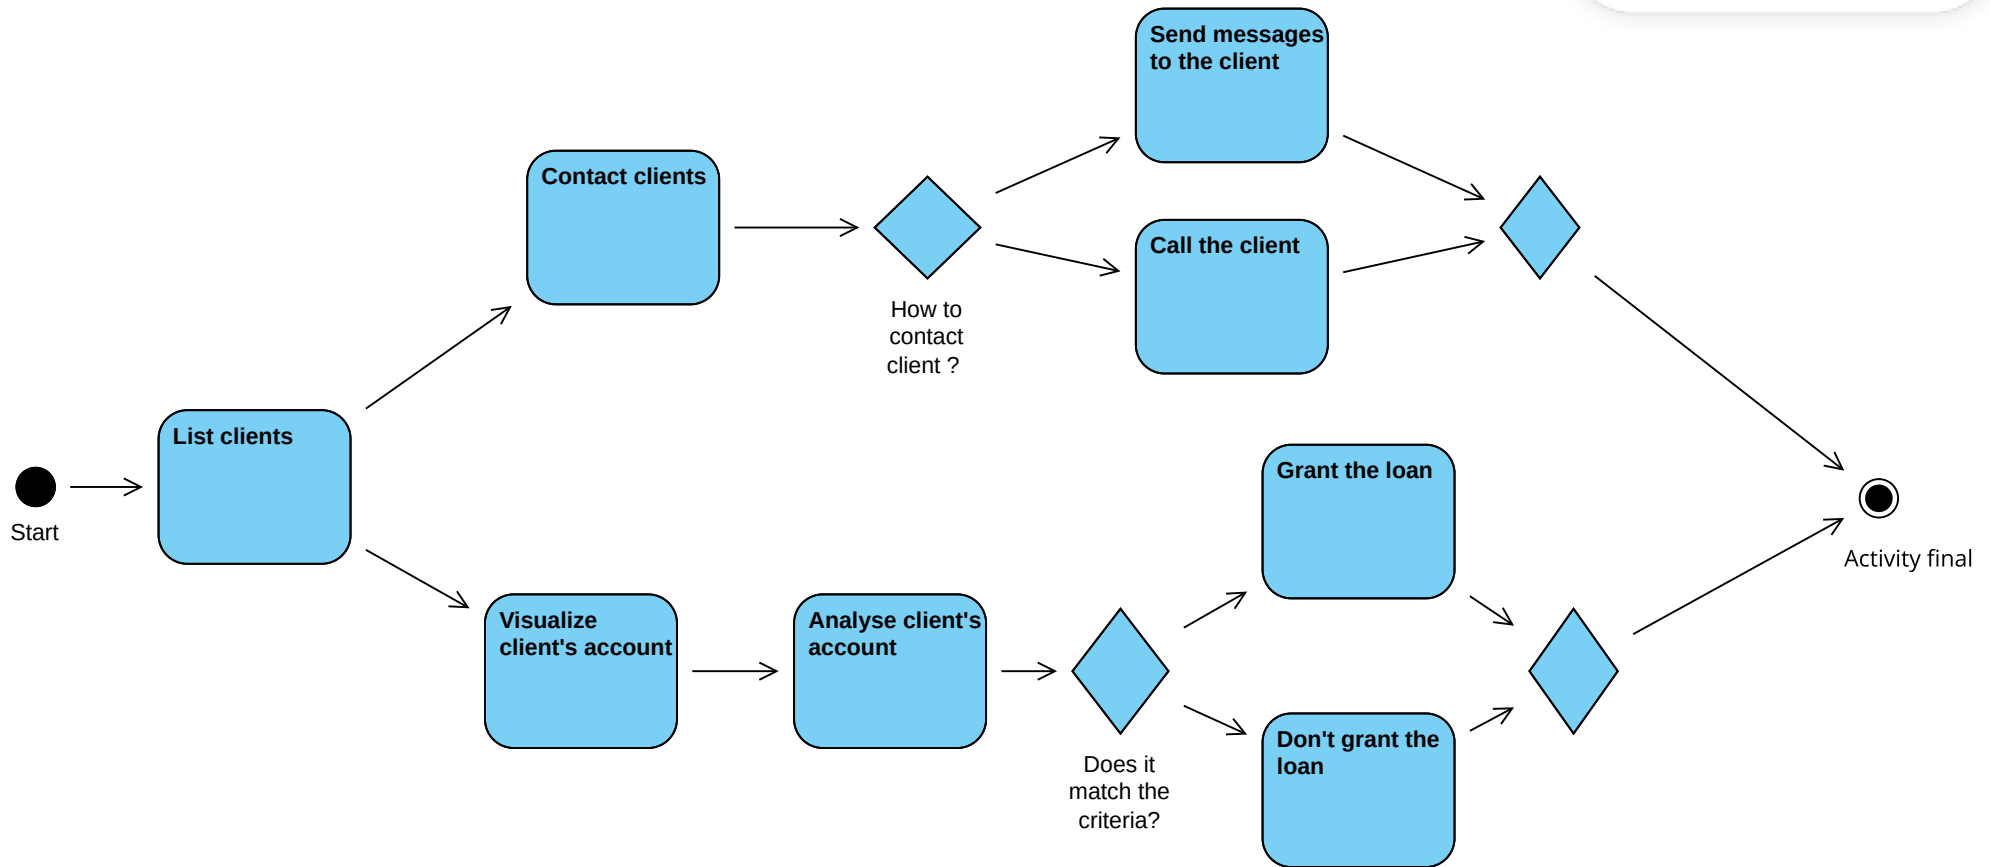 Send messages
to the client
Contact clients
Call the client
How to
contact
client ?
List clients
Start
Grant the loan
Activity final
Visualize
client's account
Analyse client's
account
Don't grant the
loan
Does it
match the
criteria?